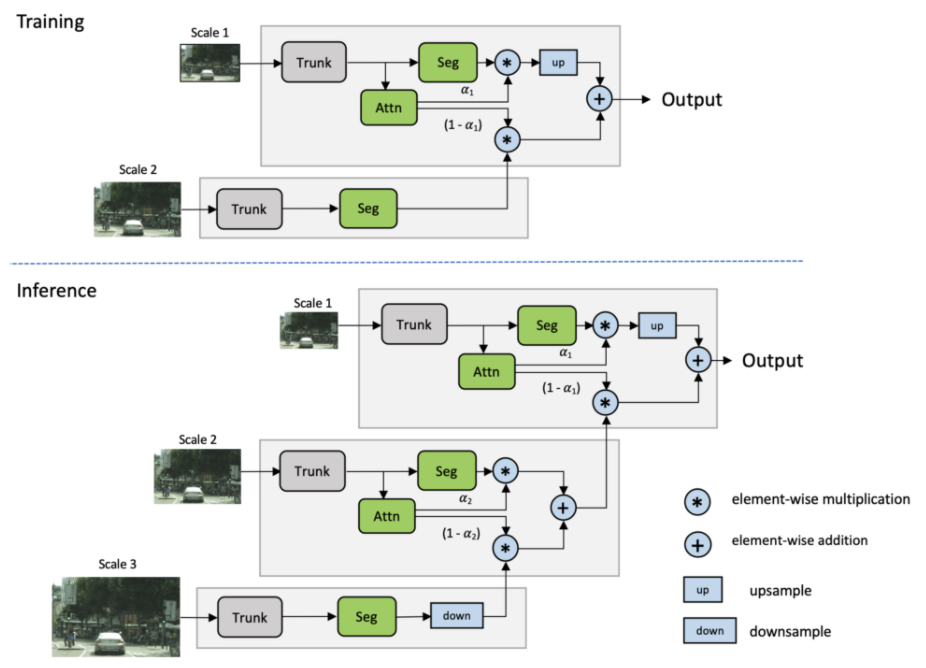 Training
Scale 1
Trunk
Seg
*
up
α₁
Attn
+
Output
(1 - α₁)
*
Scale 2
Trunk
Seg
Inference
Scale 1
Trunk
Seg
*
up
α₁
Attn
+
Output
(1 - α₁)
*
Scale 2
Trunk
Seg
*
α₂
Attn
+
(1 - α₂)
*
Scale 3
Trunk
Seg
down
* element-wise multiplication
+ element-wise addition
up upsample
down downsample